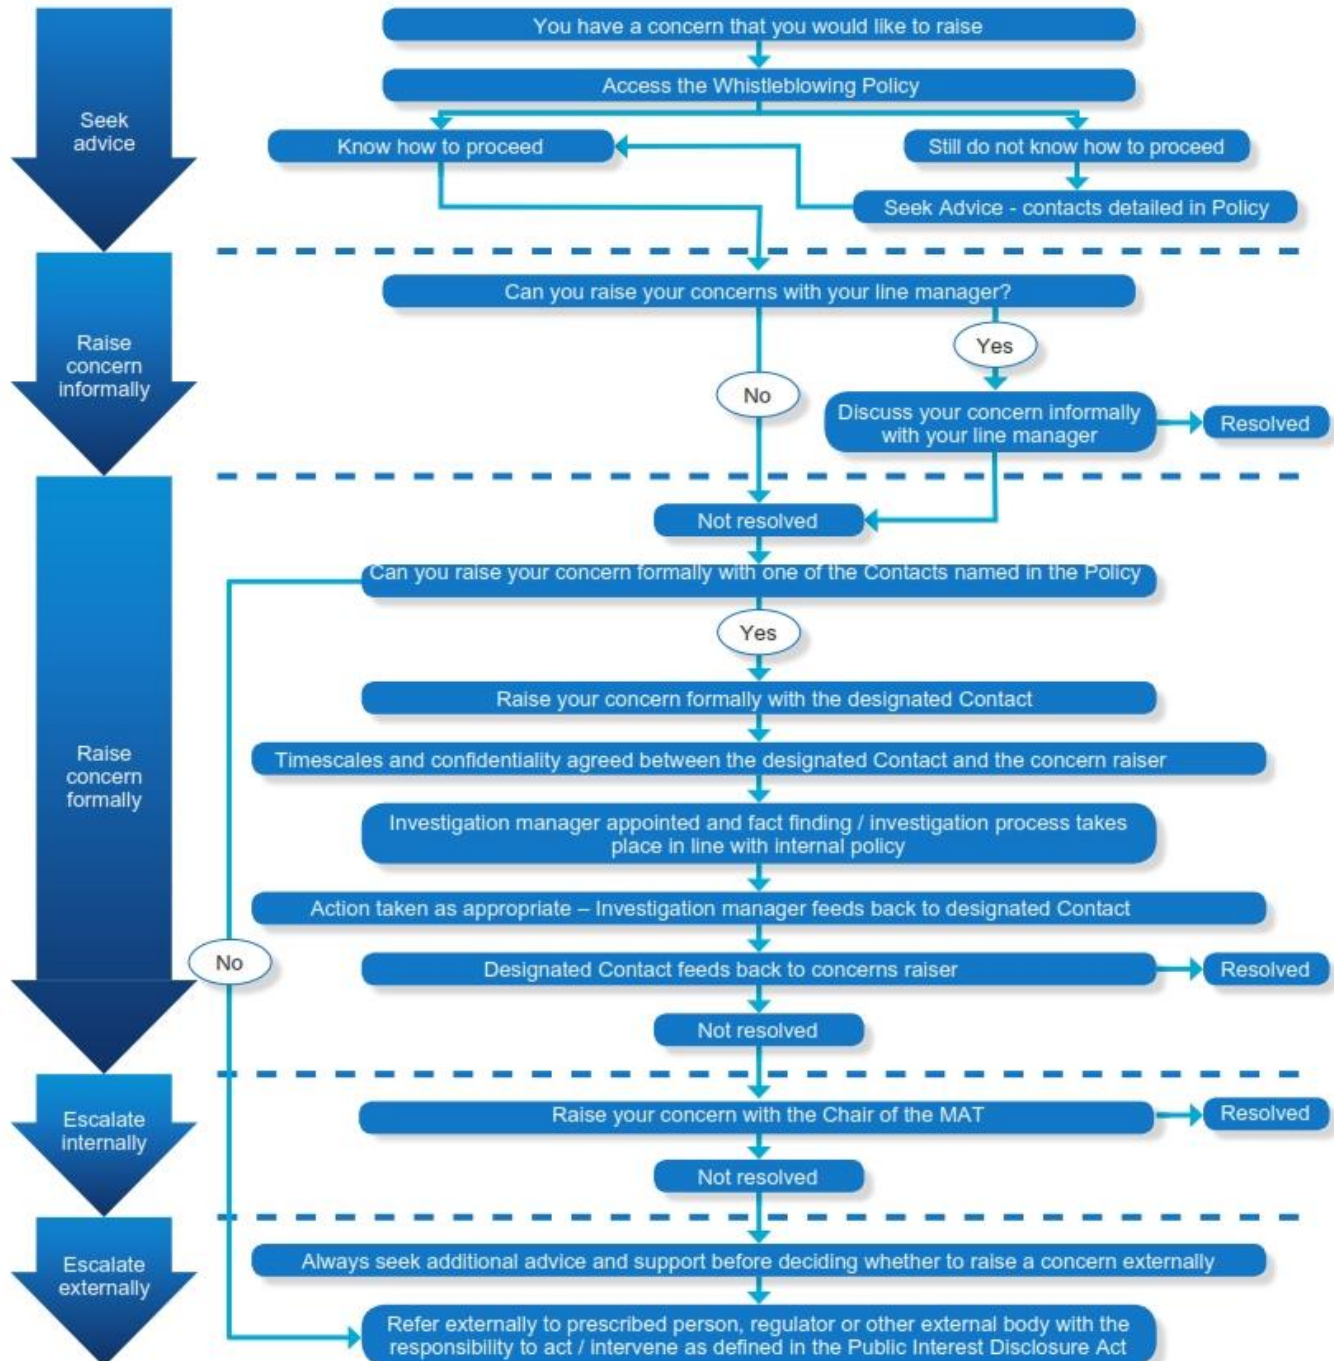 You have a concern that you would like to raise
Access the Whistleblowing Policy
Seek
advice
Know how to proceed
Still do not know how to proceed
Seek Advice - contacts detailed in Policy
Can you raise your concerns with your line manager?
Raise
concern
informally
Yes
No
Discuss your concern informally
with your line manager
Resolved
Not resolved
Can you raise your concern formally with one of the Contacts named in the Policy
Yes
Raise your concern formally with the designated Contact
Raise
concern
formally
Timescales and confidentiality agreed between the designated Contact and the concern raiser
Investigation manager appointed and fact finding / investigation process takes
place in line with internal policy
Action taken as appropriate – Investigation manager feeds back to designated Contact
No
Designated Contact feeds back to concerns raiser
Resolved
Not resolved
Escalate
internally
Raise your concern with the Chair of the MAT
Resolved
Not resolved
Escalate
externally
Always seek additional advice and support before deciding whether to raise a concern externally
Refer externally to prescribed person, regulator or other external body with the
responsibility to act / intervene as defined in the Public Interest Disclosure Act